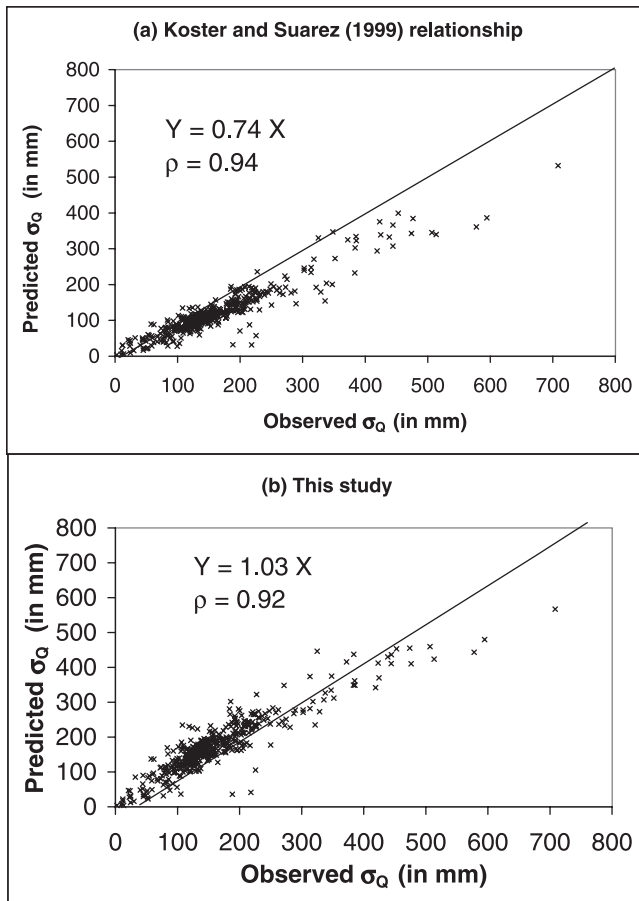 (a) Koster and Suarez (1999) relationship
800
700
600
500
400
300
200
100
0
Y = 0.74 X
ρ = 0.94
Predicted σQ (in mm)
0 100 200 300 400 500 600 700 800
Observed σQ (in mm)
(b) This study
800
700
600
500
400
300
200
100
0
Y = 1.03 X
ρ = 0.92
Predicted σQ (in mm)
0 100 200 300 400 500 600 700 800
Observed σQ (in mm)